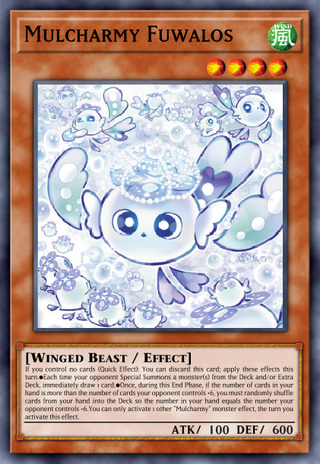 Mulcharmy Fuwalos
WIND
風
[Winged Beast / Effect]
If you control no cards (Quick Effect): You can discard this card; apply these effects this
turn.●Each time your opponent Special Summons a monster(s) from the Deck and/or Extra
Deck, immediately draw 1 card.●Once, during this End Phase, if the number of cards in your
hand is more than the number of cards your opponent controls +6, you must randomly shuffle
cards from your hand into the Deck so the number in your hand equals the number your
opponent controls +6.You can only activate 1 other "Mulcharmy" monster effect, the turn you
activate this effect.
ATK/ 100 DEF/ 600